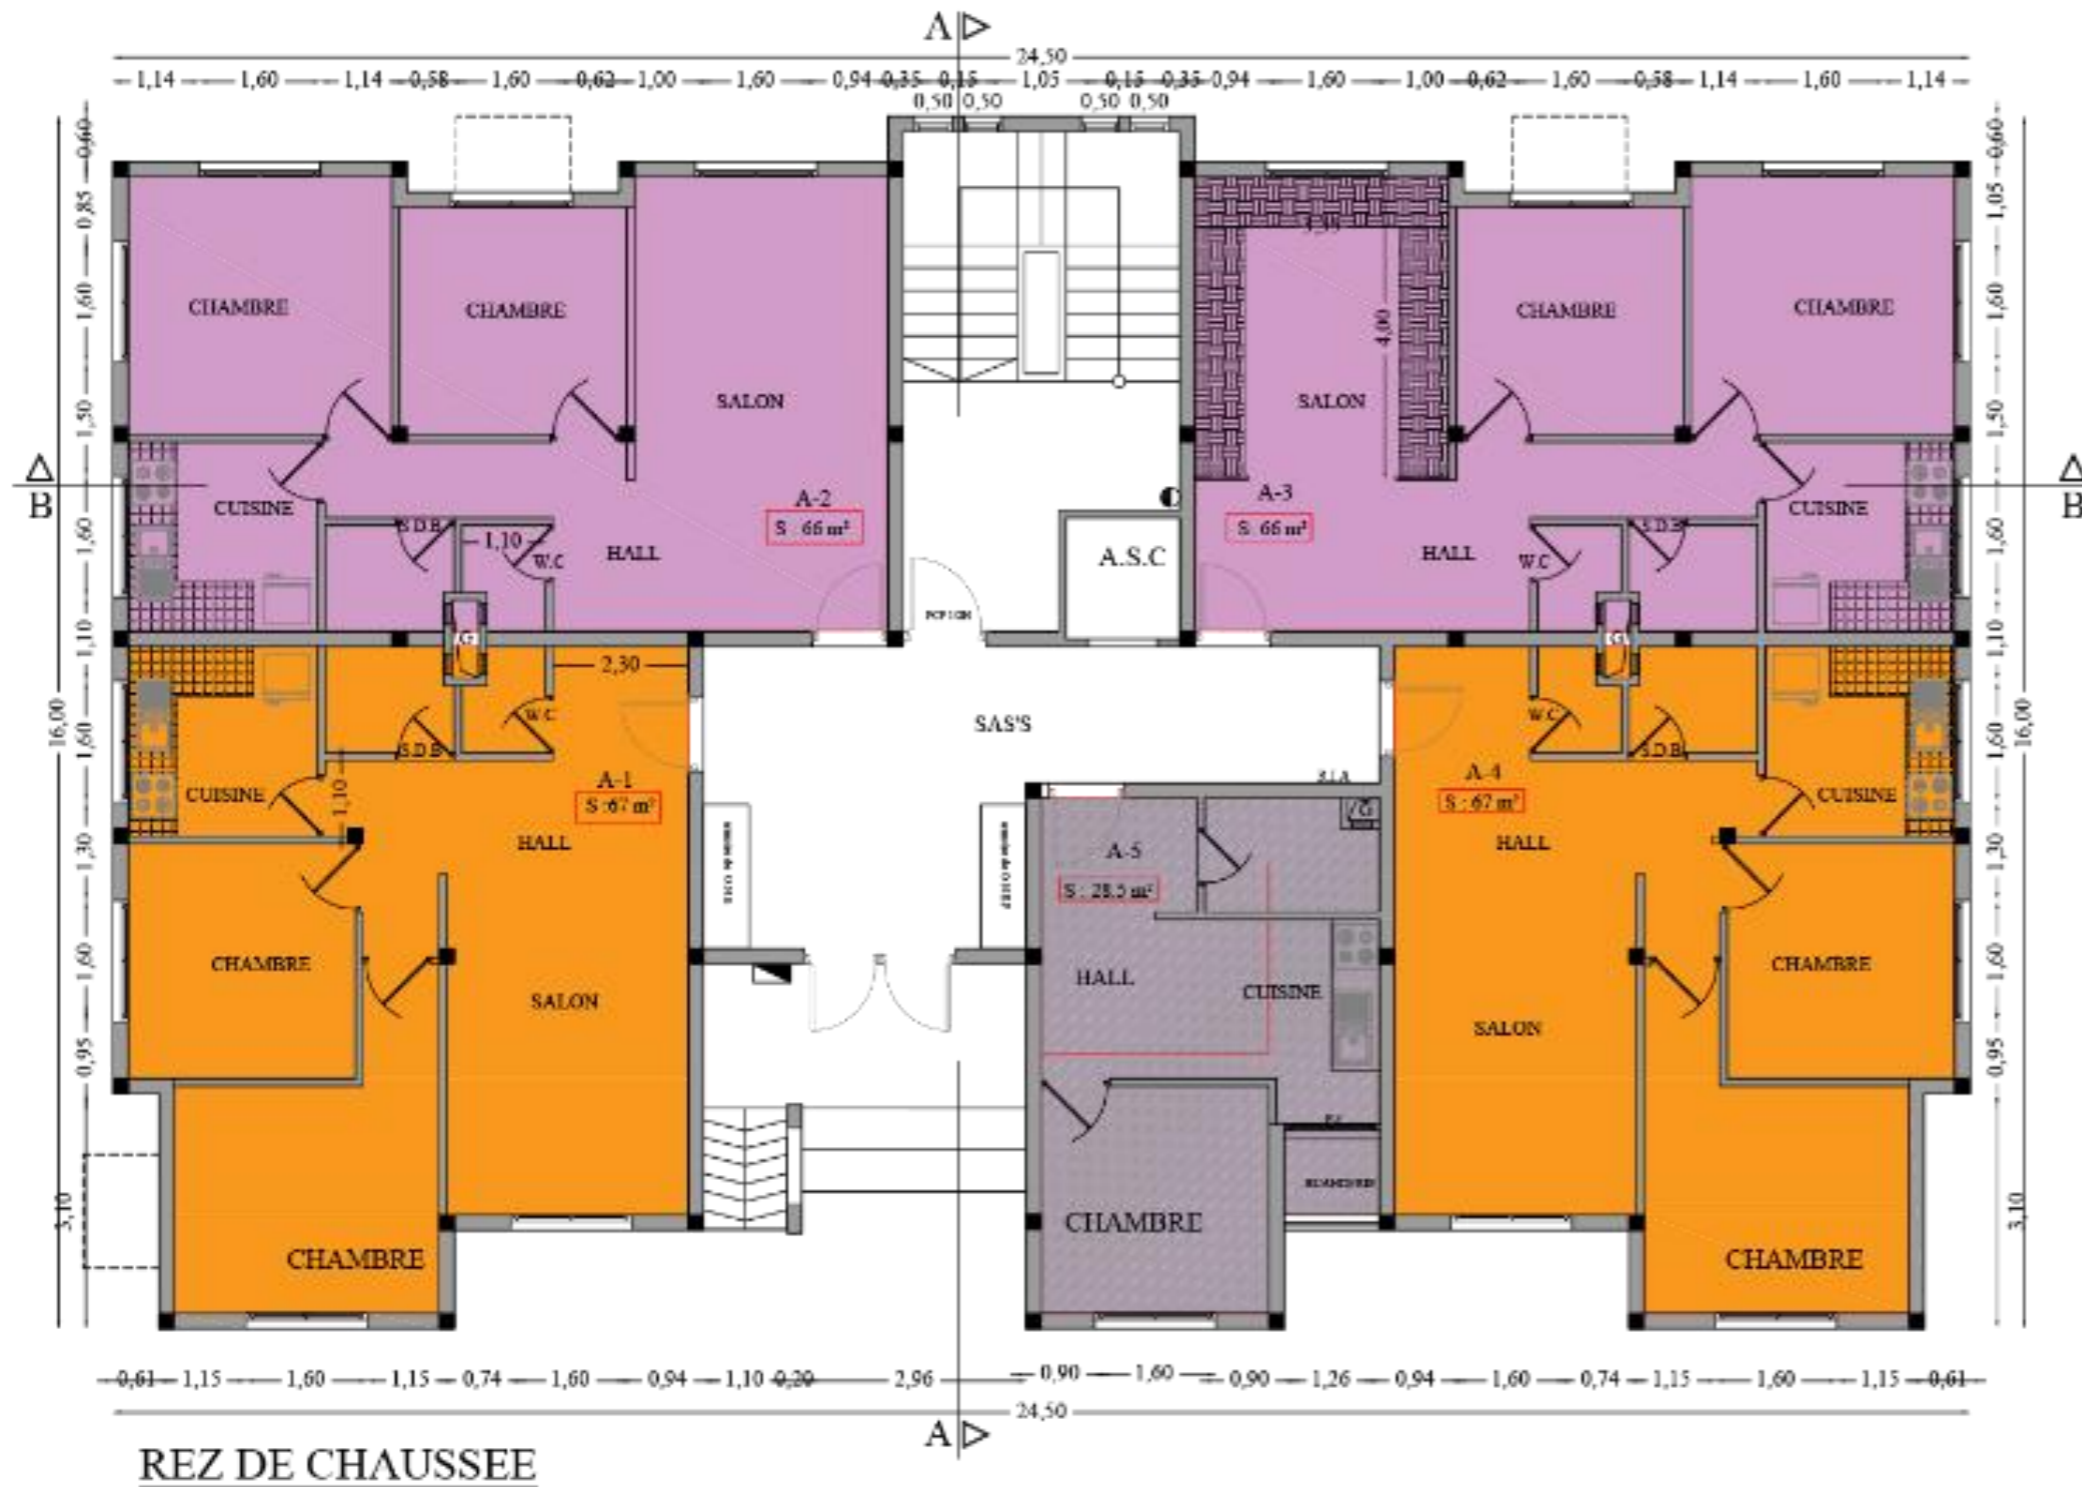 A
24,50
1,14 1,60 1,14 0,58 1,60 0,62 1,00 1,60 0,94 0,35 0,15 1,05 0,15 0,35 0,94 1,60 1,00 0,62 1,60 0,58 1,14 1,60 1,14
0,50 0,50 0,50 0,50
0,60
0,85
1,60
1,50
1,60
1,10
1,60
1,30
1,60
0,95
16,00
3,10
0,60
1,05
1,60
1,50
1,60
1,10
1,60
1,30
1,60
0,95
16,00
3,10
3,35
4,00
CHAMBRE
CHAMBRE
SALON
SALON
CHAMBRE
CHAMBRE
B
B
CUISINE
S.D.B
1,10
W.C
HALL
A-2
S : 66 m²
A.S.C
A-3
S : 66 m²
HALL
W.C
S.D.B
CUISINE
G
G
2,30
W.C
S.D.B
CUISINE
1,10
A-1
S : 67 m²
HALL
CHAMBRE
SALON
CHAMBRE
SAS'S
A-5
S : 28.5 m²
G
HALL
CUISINE
CHAMBRE
W.C
S.D.B
A-4
S : 67 m²
CUISINE
HALL
CHAMBRE
SALON
CHAMBRE
0,61 1,15 1,60 1,15 0,74 1,60 0,94 1,10 0,20 2,96 0,90 1,60 0,90 1,26 0,94 1,60 0,74 1,15 1,60 1,15 0,61
24,50
A
REZ DE CHAUSSEE